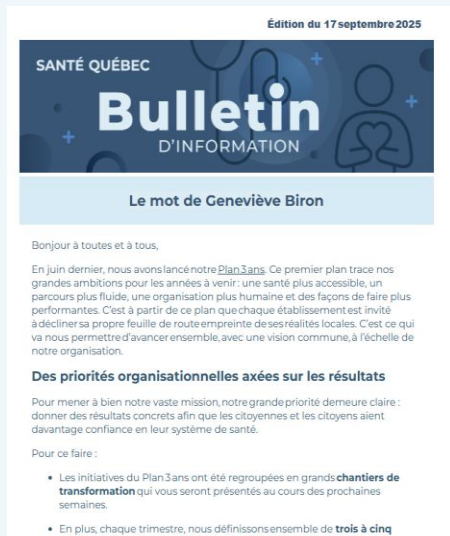 Édition du 17 septembre 2025
SANTÉ QUÉBEC
Bulletin
D'INFORMATION
Le mot de Geneviève Biron
Bonjour à toutes et à tous,
En juin dernier, nous avons lancé notre Plan 3 ans. Ce premier plan trace nos
grandes ambitions pour les années à venir : une santé plus accessible, un
parcours plus fluide, une organisation plus humaine et des façons de faire plus
performantes. C'est à partir de ce plan que chaque établissement est invité
à décliner sa propre feuille de route empreinte de ses réalités locales. C'est ce qui
va nous permettre d'avancer ensemble, avec une vision commune, à l'échelle de
notre organisation.
Des priorités organisationnelles axées sur les résultats
Pour mener à bien notre vaste mission, notre grande priorité demeure claire :
donner des résultats concrets afin que les citoyennes et les citoyens aient
davantage confiance en leur système de santé.
Pour ce faire :
• Les initiatives du Plan 3 ans ont été regroupées en grands chantiers de
transformation qui vous seront présentés au cours des prochaines
semaines.
• En plus, chaque trimestre, nous définissons ensemble de trois à cinq